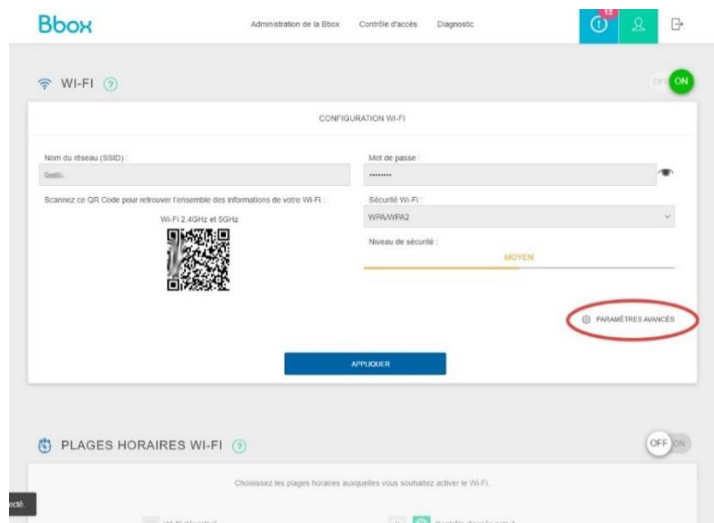 Bbox
Administration de la Bbox Contrôle d'accès Diagnostic
12
WI-FI ?
OFF ON
CONFIGURATION WI-FI
Nom du réseau (SSID) : Mot de passe :
••••••••
Scannez ce QR Code pour retrouver l'ensemble des informations de votre Wi-Fi : Sécurité Wi-Fi :
Wi-Fi 2.4GHz et 5GHz WPA/WPA2
Niveau de sécurité :
MOYEN
PARAMÈTRES AVANCÉS
APPLIQUER
PLAGES HORAIRES WI-FI ?
OFF ON
Choisissez les plages horaires auxquelles vous souhaitez activer le Wi-Fi.
ecté.